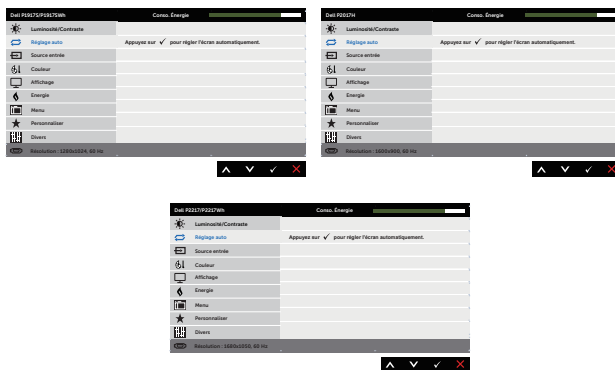 Dell P1917S/P1917SWh Conso. Énergie
Luminosité/Contraste
Réglage auto Appuyez sur ✓ pour régler l'écran automatiquement.
Source entrée
Couleur
Affichage
Energie
Menu
Personnaliser
Divers
Résolution : 1280x1024, 60 Hz
Dell P2017H Conso. Énergie
Luminosité/Contraste
Réglage auto Appuyez sur ✓ pour régler l'écran automatiquement.
Source entrée
Couleur
Affichage
Energie
Menu
Personnaliser
Divers
Résolution : 1600x900, 60 Hz
Dell P2217/P2217Wh Conso. Énergie
Luminosité/Contraste
Réglage auto Appuyez sur ✓ pour régler l'écran automatiquement.
Source entrée
Couleur
Affichage
Energie
Menu
Personnaliser
Divers
Résolution : 1680x1050, 60 Hz